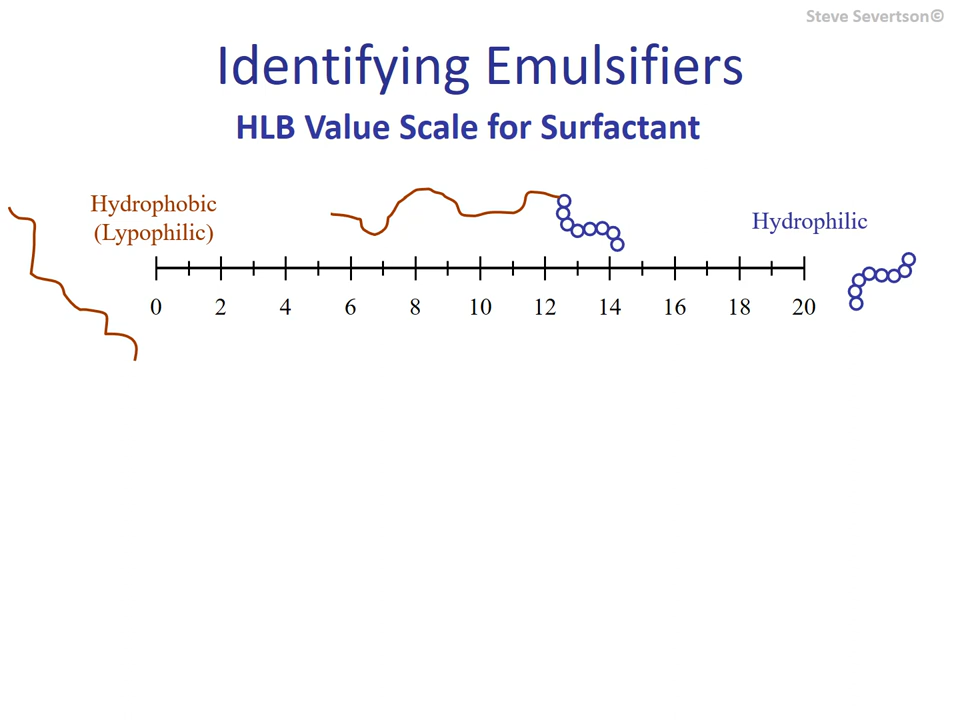 Steve Severtson©
Identifying Emulsifiers
HLB Value Scale for Surfactant
Hydrophobic
(Lypophilic)
Hydrophilic
0 2 4 6 8 10 12 14 16 18 20